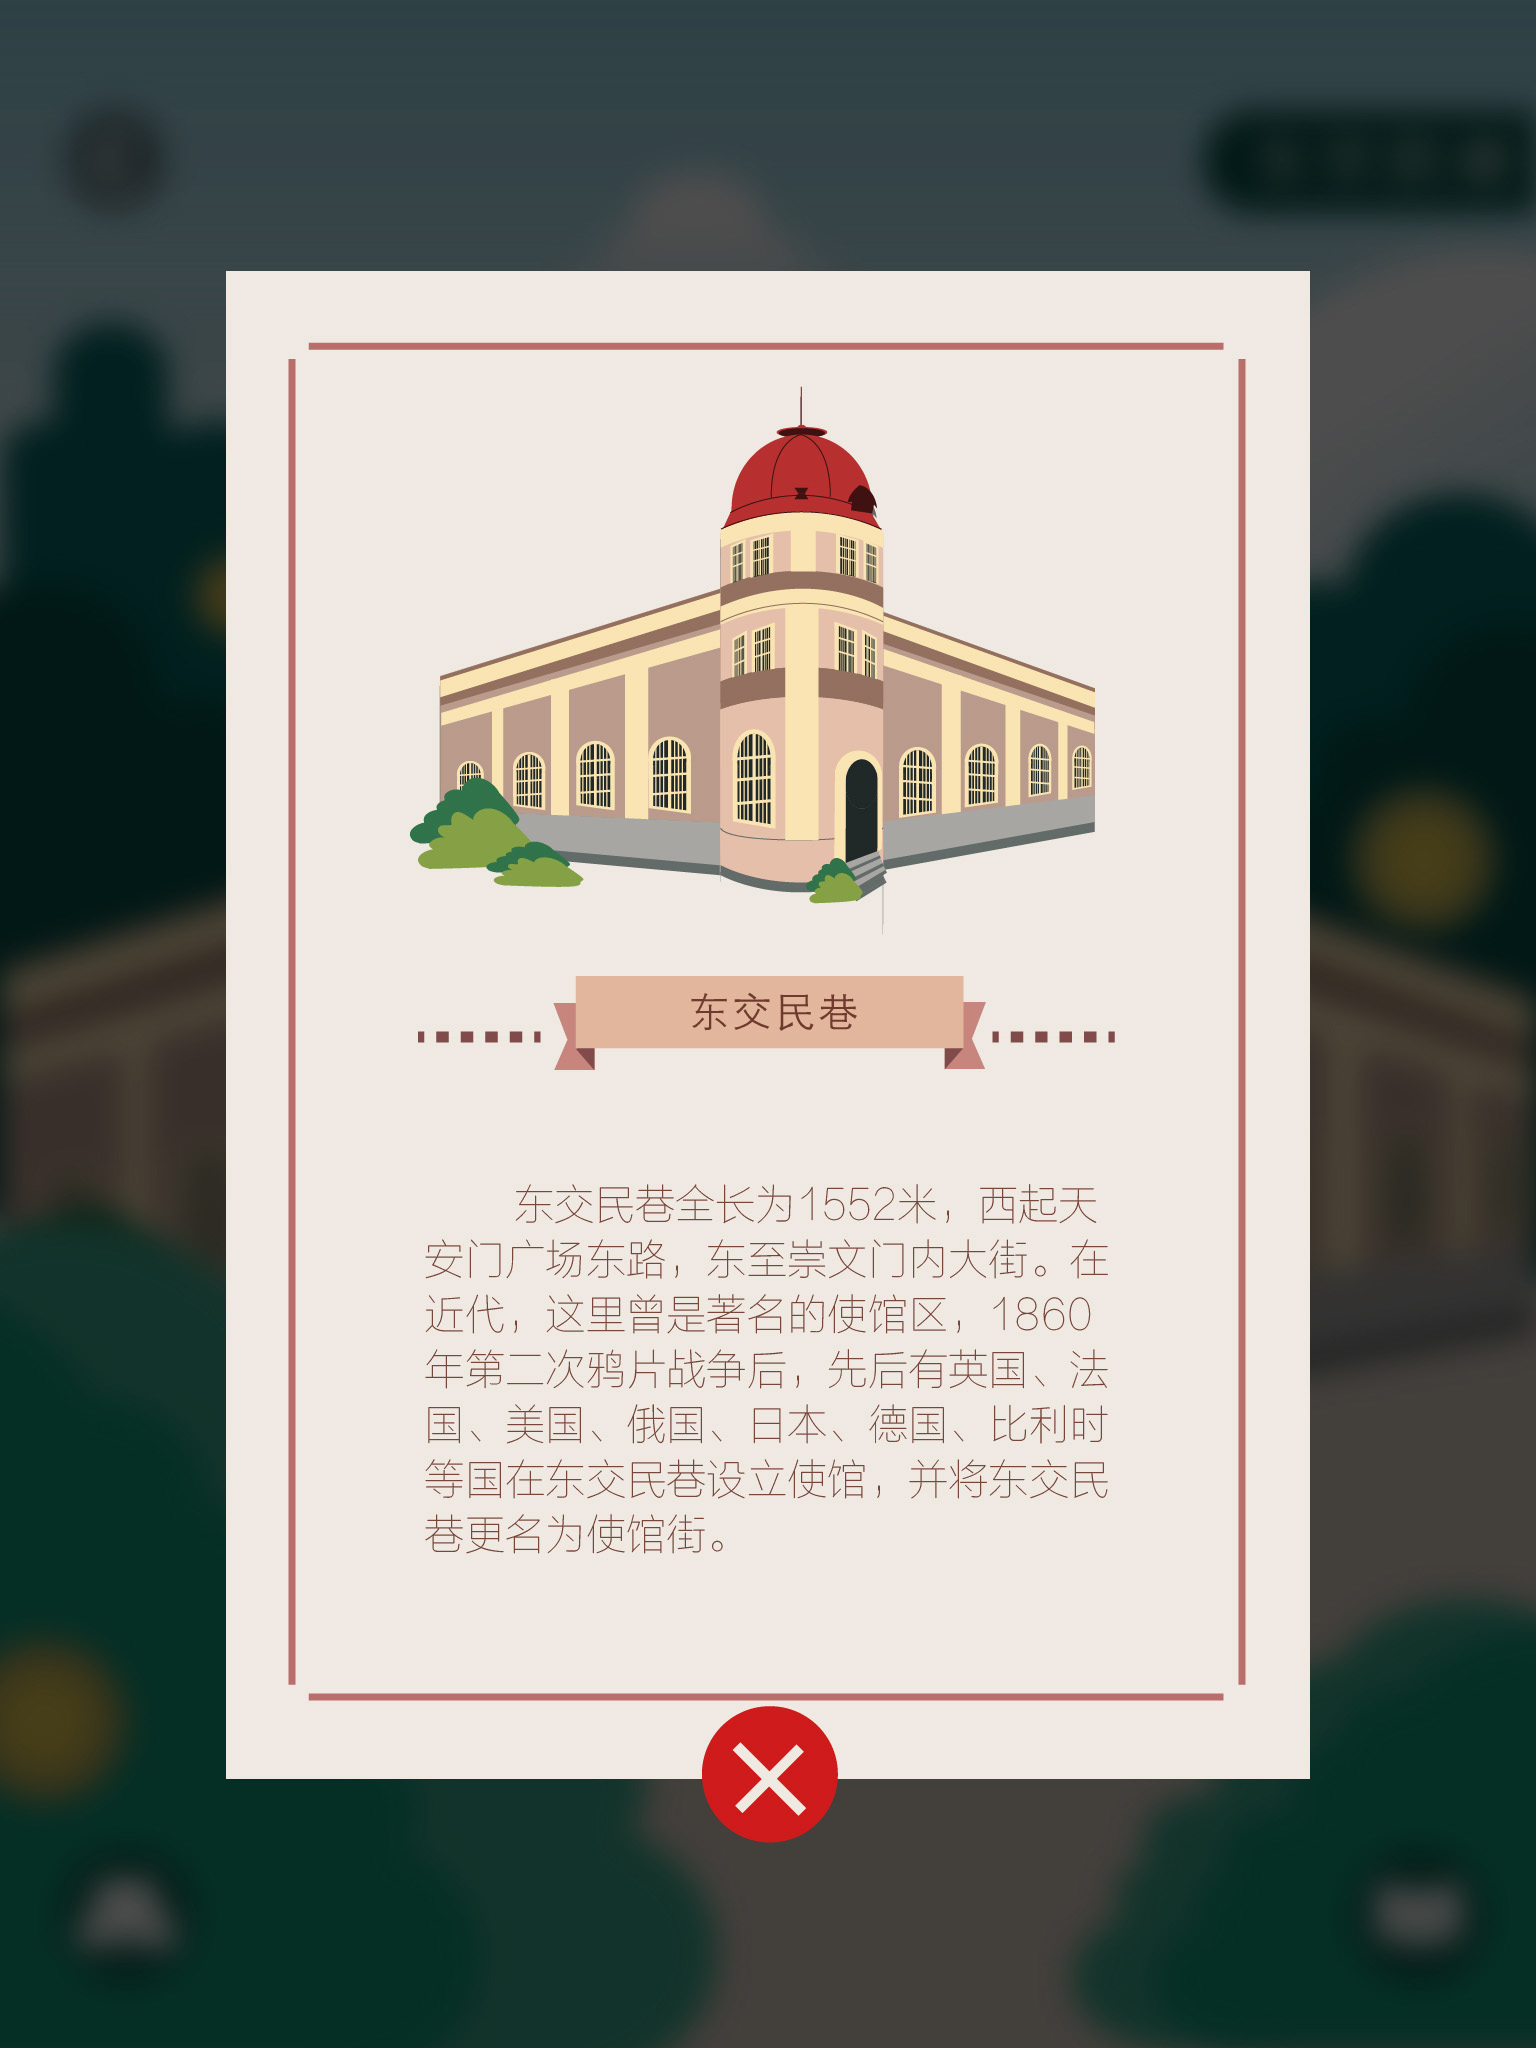 东交民巷
东交民巷全长为1552米，西起天
安门广场东路，东至崇文门内大街。在
近代，这里曾是著名的使馆区，1860
年第二次鸦片战争后，先后有英国、法
国、美国、俄国、日本、德国、比利时
等国在东交民巷设立使馆，并将东交民
巷更名为使馆街。